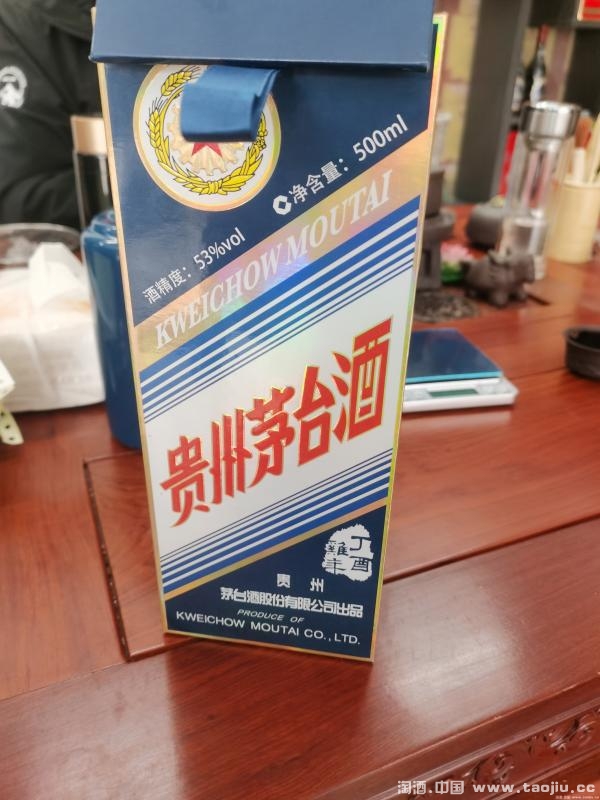 净含量：500ml
酒精度：53%vol
KWEICHOW MOUTAI
贵州茅台酒
丁酉
雞年
贵州
茅台酒股份有限公司出品
PRODUCE OF
KWEICHOW MOUTAI CO., LTD.
淘酒.中国 www.taojiu.cc